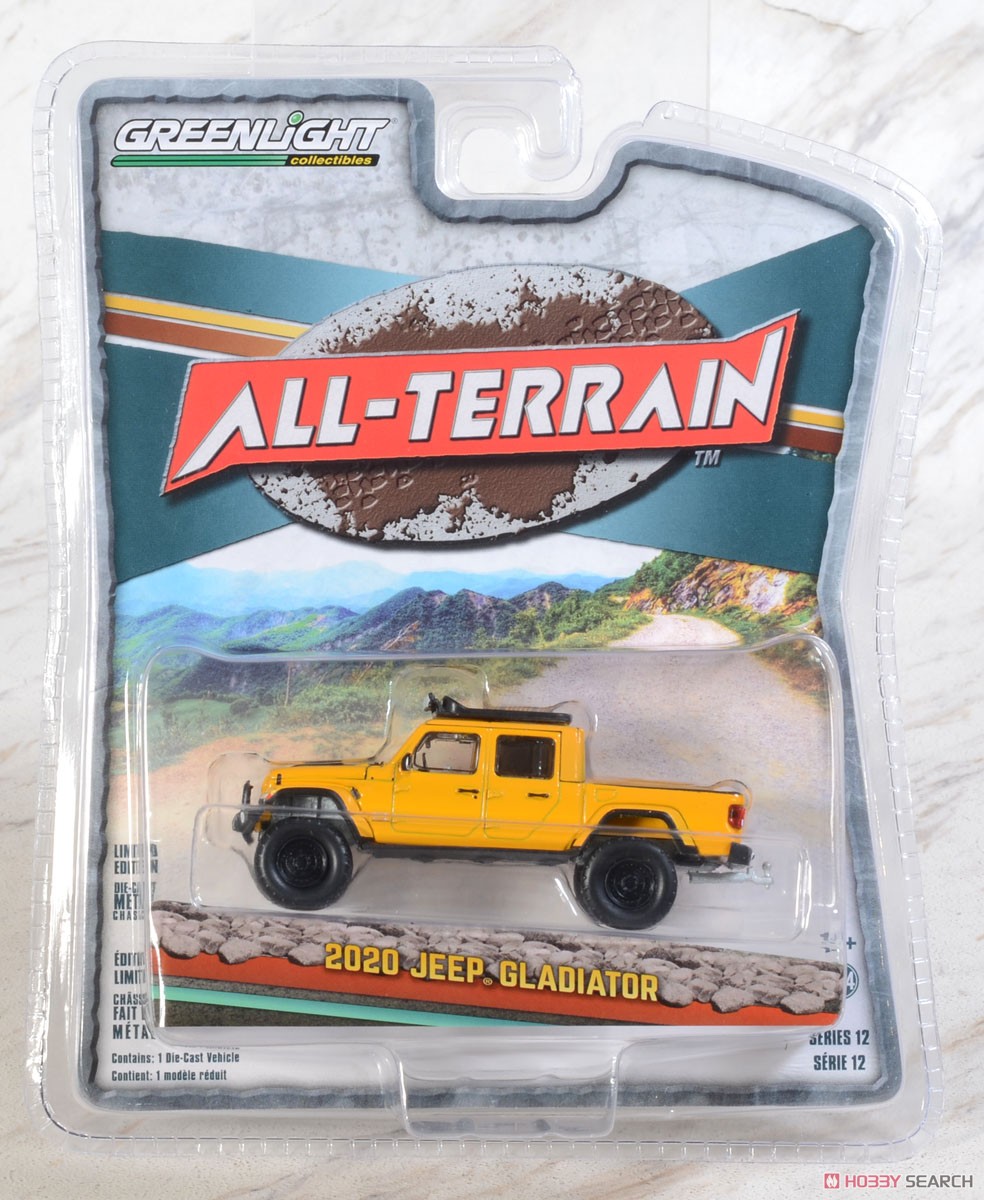 GREENLIGHT®
collectibles
ALL-TERRAIN
TM
LIMITED
EDITION
DIE-CAST
METAL
CHASSIS
ÉDITION
LIMITÉE
CHÂSSIS
FAIT
MÉTAL
2020 JEEP® GLADIATOR
14+
SERIES 12
SÉRIE 12
Contains: 1 Die-Cast Vehicle
Contient: 1 modèle réduit
HOBBY SEARCH